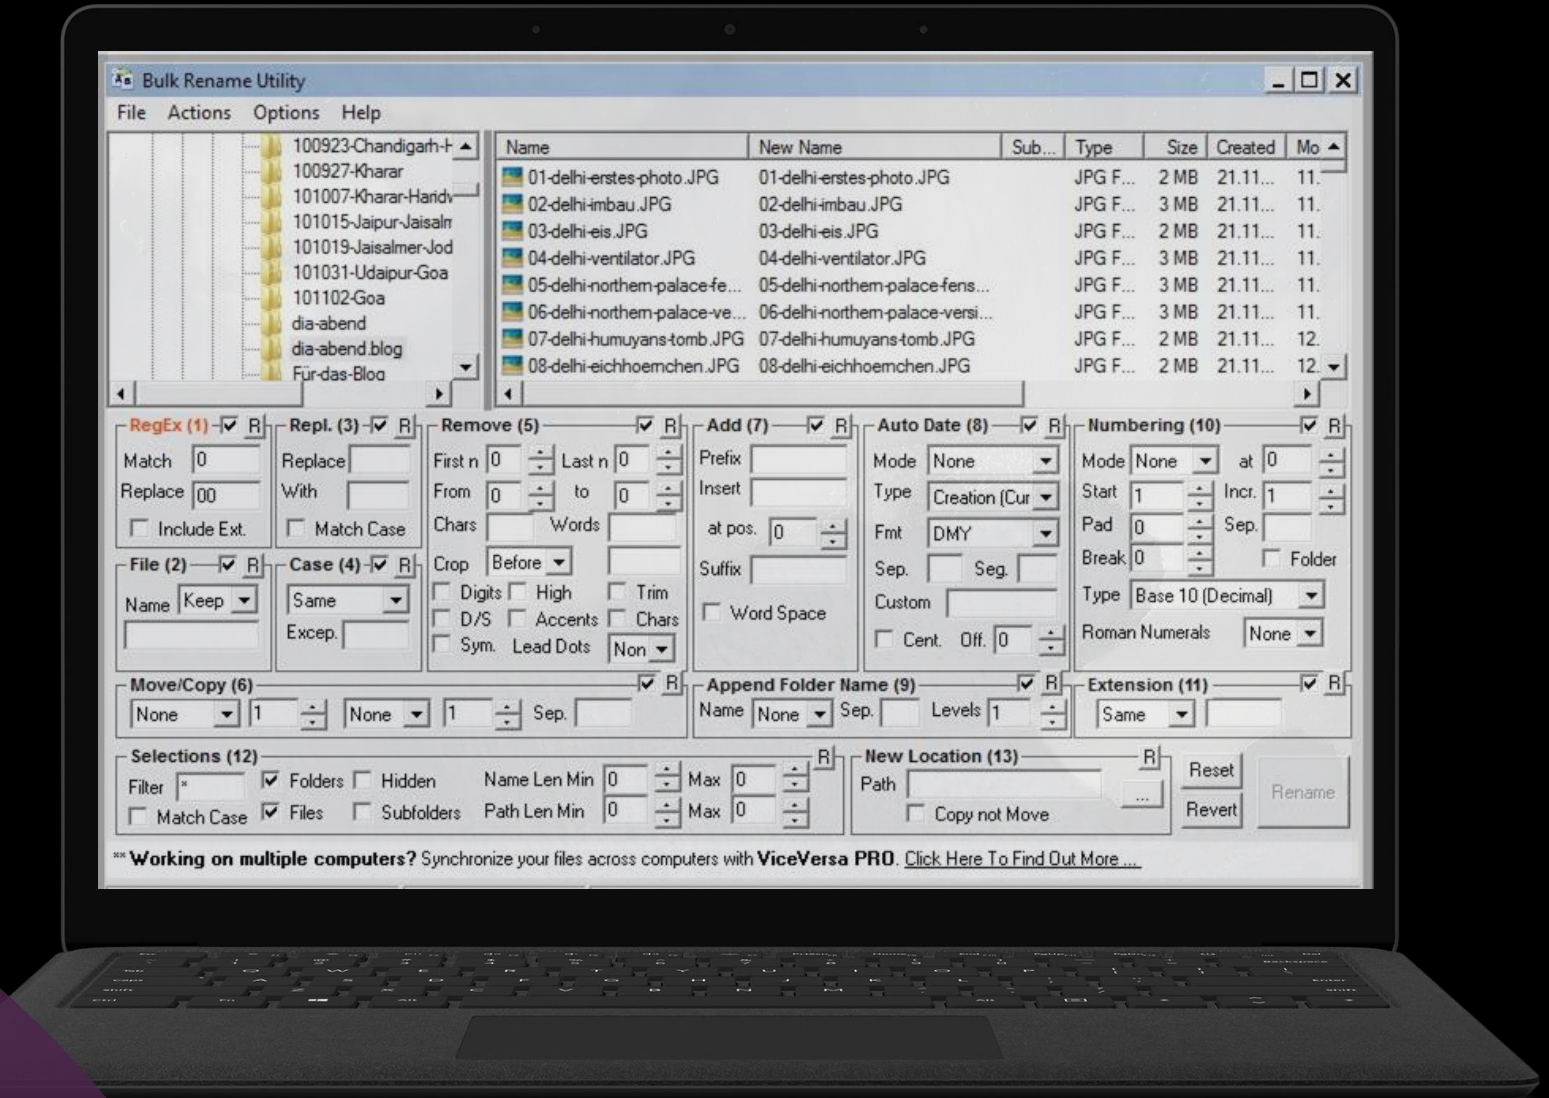 Bulk Rename Utility
File Actions Options Help
100923-Chandigarh-H
100927-Kharar
101007-Kharar-Haridw
101015-Jaipur-Jaisalm
101019-Jaisalmer-Jod
101031-Udaipur-Goa
101102-Goa
dia-abend
dia-abend.blog
Für-das-Blog
Name New Name Sub... Type Size Created Mo
01-delhi-erstes-photo.JPG 01-delhi-erstes-photo.JPG JPG F... 2 MB 21.11... 11.
02-delhi-imbau.JPG 02-delhi-imbau.JPG JPG F... 3 MB 21.11... 11.
03-delhi-eis.JPG 03-delhi-eis.JPG JPG F... 2 MB 21.11... 11.
04-delhi-ventilator.JPG 04-delhi-ventilator.JPG JPG F... 3 MB 21.11... 11.
05-delhi-northern-palace-fe... 05-delhi-northern-palace-fens... JPG F... 3 MB 21.11... 11.
06-delhi-northern-palace-ve... 06-delhi-northern-palace-versi... JPG F... 3 MB 21.11... 11.
07-delhi-humuyans-tomb.JPG 07-delhi-humuyans-tomb.JPG JPG F... 2 MB 21.11... 12.
08-delhi-eichhoernchen.JPG 08-delhi-eichhoernchen.JPG JPG F... 2 MB 21.11... 12.
RegEx (1) R
Match 0
Replace 00
Include Ext.
Repl. (3) R
Replace
With
Match Case
File (2) R
Name Keep
Case (4) R
Same
Excep.
Remove (5) R
First n 0 Last n 0
From 0 to 0
Chars Words
Crop Before
Digits High Trim
D/S Accents Chars
Sym. Lead Dots Non
Add (7) R
Prefix
Insert
at pos. 0
Suffix
Word Space
Auto Date (8) R
Mode None
Type Creation (Cur
Fmt DMY
Sep. Seg.
Custom
Cent. Off. 0
Numbering (10) R
Mode None at 0
Start 1 Incr. 1
Pad 0 Sep.
Break 0 Folder
Type Base 10 (Decimal)
Roman Numerals None
Move/Copy (6) R
None 1 None 1 Sep.
Append Folder Name (9) R
Name None Sep. Levels 1
Extension (11) R
Same
Selections (12) R
Filter * Folders Hidden Name Len Min 0 Max 0
Match Case Files Subfolders Path Len Min 0 Max 0
New Location (13) R
Path ...
Copy not Move
Reset
Revert
Rename
** Working on multiple computers? Synchronize your files across computers with ViceVersa PRO. Click Here To Find Out More ...